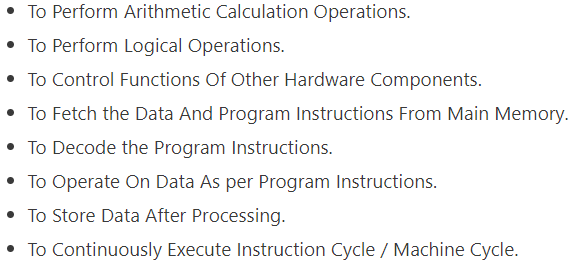 • To Perform Arithmetic Calculation Operations.
• To Perform Logical Operations.
• To Control Functions Of Other Hardware Components.
• To Fetch the Data And Program Instructions From Main Memory.
• To Decode the Program Instructions.
• To Operate On Data As per Program Instructions.
• To Store Data After Processing.
• To Continuously Execute Instruction Cycle / Machine Cycle.